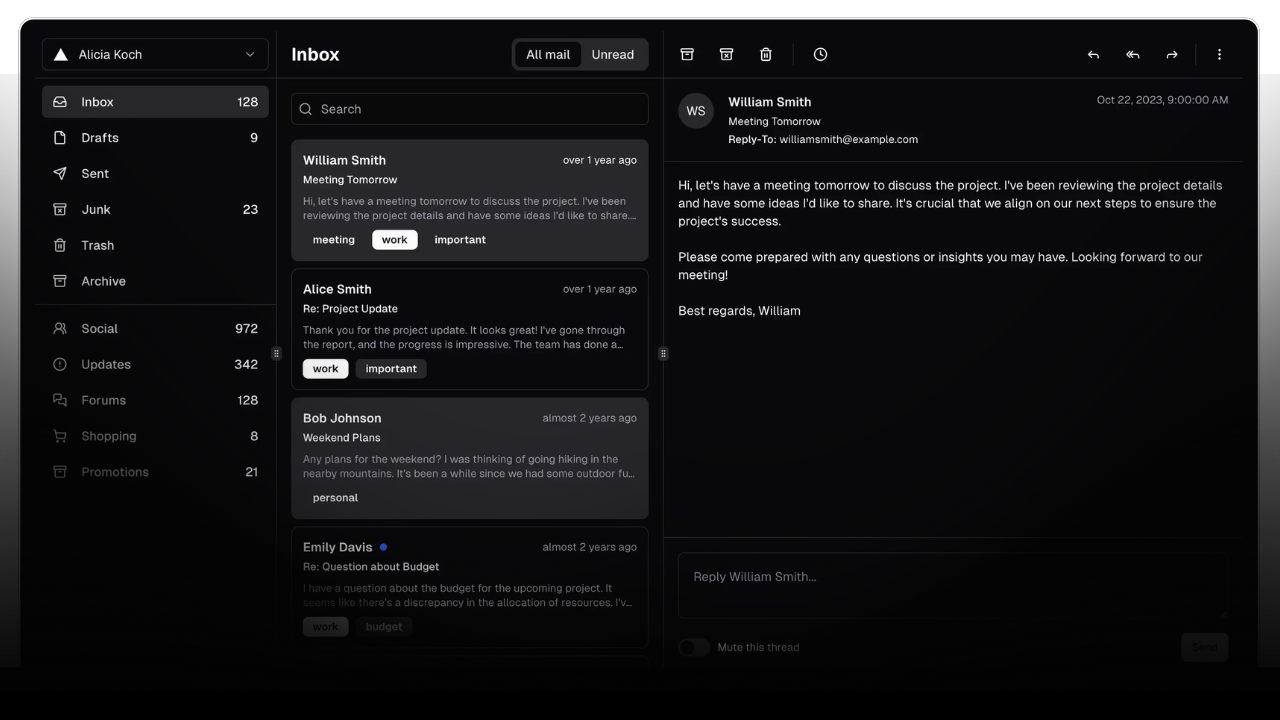 Alicia Koch
Inbox 128
Drafts 9
Sent
Junk 23
Trash
Archive
Social 972
Updates 342
Forums 128
Shopping 8
Promotions 21
Inbox
All mail Unread
Search
William Smith over 1 year ago
Meeting Tomorrow
Hi, let's have a meeting tomorrow to discuss the project. I've been
reviewing the project details and have some ideas I'd like to share....
meeting work important
Alice Smith over 1 year ago
Re: Project Update
Thank you for the project update. It looks great! I've gone through
the report, and the progress is impressive. The team has done a...
work important
Bob Johnson almost 2 years ago
Weekend Plans
Any plans for the weekend? I was thinking of going hiking in the
nearby mountains. It's been a while since we had some outdoor fu...
personal
Emily Davis almost 2 years ago
Re: Question about Budget
I have a question about the budget for the upcoming project. It
seems like there's a discrepancy in the allocation of resources. I'v...
work budget
WS
William Smith
Meeting Tomorrow
Reply-To: williamsmith@example.com
Oct 22, 2023, 9:00:00 AM
Hi, let's have a meeting tomorrow to discuss the project. I've been reviewing the project details
and have some ideas I'd like to share. It's crucial that we align on our next steps to ensure the
project's success.
Please come prepared with any questions or insights you may have. Looking forward to our
meeting!
Best regards, William
Reply William Smith...
Mute this thread
Send